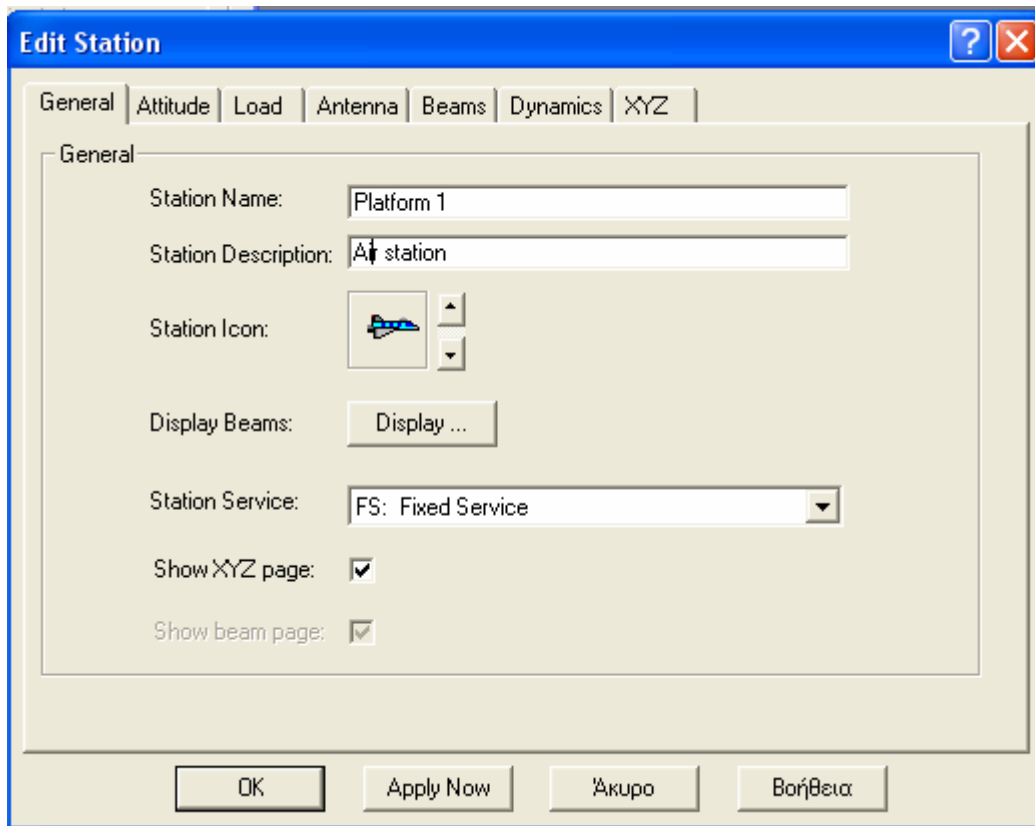 Edit Station
General Attitude Load Antenna Beams Dynamics XYZ
General
Station Name: Platform 1
Station Description: Air station
Station Icon:
Display Beams: Display ...
Station Service: FS: Fixed Service
Show XYZ page:
Show beam page:
OK Apply Now Άκυρο Βοήθεια